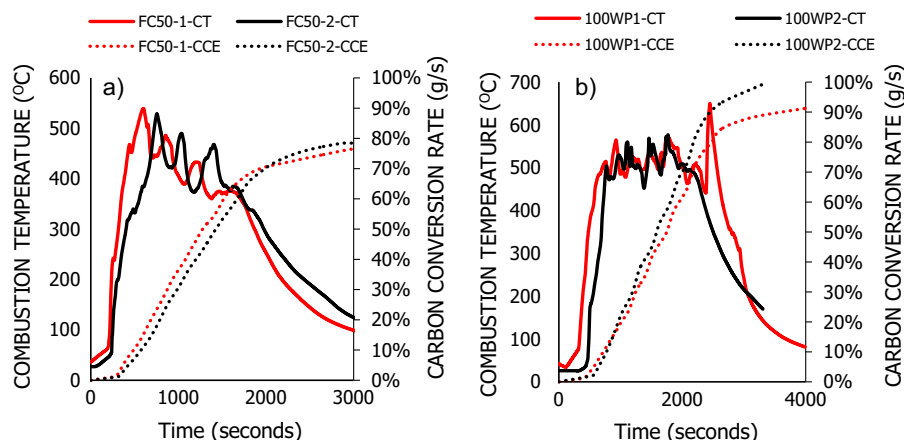 FC50-1-CT FC50-2-CT
FC50-1-CCE FC50-2-CCE
a)
COMBUSTION TEMPERATURE (OC)
600
500
400
300
200
100
0
100%
90%
80%
70%
60%
50%
40%
30%
20%
10%
0%
CARBON CONVERSION RATE (g/s)
0 1000 2000 3000
Time (seconds)
100WP1-CT 100WP2-CT
100WP1-CCE 100WP2-CCE
b)
COMBUSTION TEMPERATURE (OC)
700
600
500
400
300
200
100
0
100%
90%
80%
70%
60%
50%
40%
30%
20%
10%
0%
CARBON CONVERSION RATE (g/s)
0 2000 4000
Time (seconds)